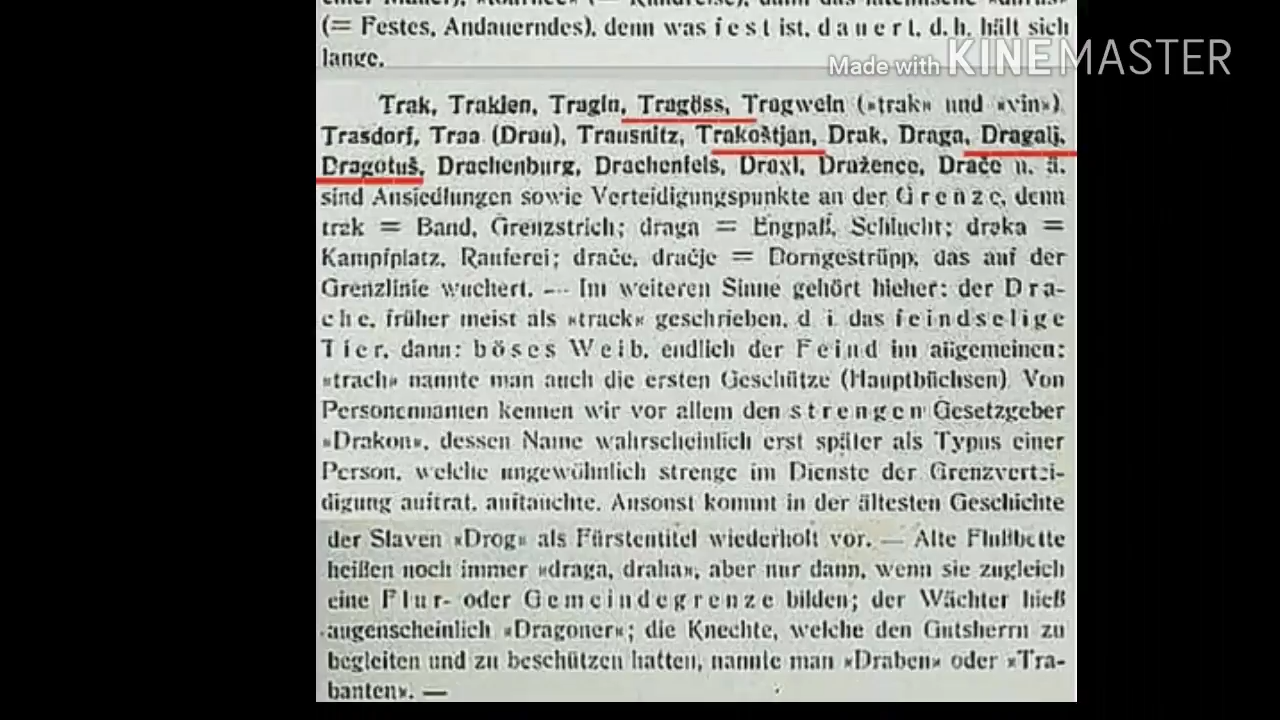 (= Festes, Andauerndes), denn was fest ist, dauert, d. h. hält sich
lange.
Made with KINEMASTER
Trak, Traklen, Tragin, Tragöss, Tragwein (»trak« und »vin«)
Trasdorf, Traa (Drau), Trausnitz, Trakoštjan, Drak, Draga, Dragalj,
Dragotuš, Drachenburg, Drachenfels, Draxl, Dražence, Drače u. ä.
sind Ansiedlungen sowie Verteidigungspunkte an der Grenze, denn
trak = Band, Grenzstrich; draga = Engpaß, Schlucht; draka =
Kampfplatz, Rauferei; drače, dračje = Dorngestrüpp, das auf der
Grenzlinie wuchert. — Im weiteren Sinne gehört hieher: der Dra-
che, früher meist als »track« geschrieben, d i. das feindselige
Tier, dann: böses Weib, endlich der Feind im allgemeinen;
»trach« nannte man auch die ersten Geschütze (Hauptbüchsen) Von
Personennamen kennen wir vor allem den strengen Gesetzgeber
»Drakon«, dessen Name wahrscheinlich erst später als Typus einer
Person, welche ungewöhnlich strenge im Dienste der Grenzvertei-
digung auftrat, auftauchte. Ansonst kommt in der ältesten Geschichte
der Slaven »Drog« als Fürstentitel wiederholt vor. — Alte Flußbette
heißen noch immer »draga, draha«, aber nur dann, wenn sie zugleich
eine Flur- oder Gemeindegrenze bilden; der Wächter hieß
augenscheinlich »Dragoner«; die Knechte, welche den Gutsherrn zu
begleiten und zu beschützen hatten, nannte man »Draben« oder »Tra-
banten«. —